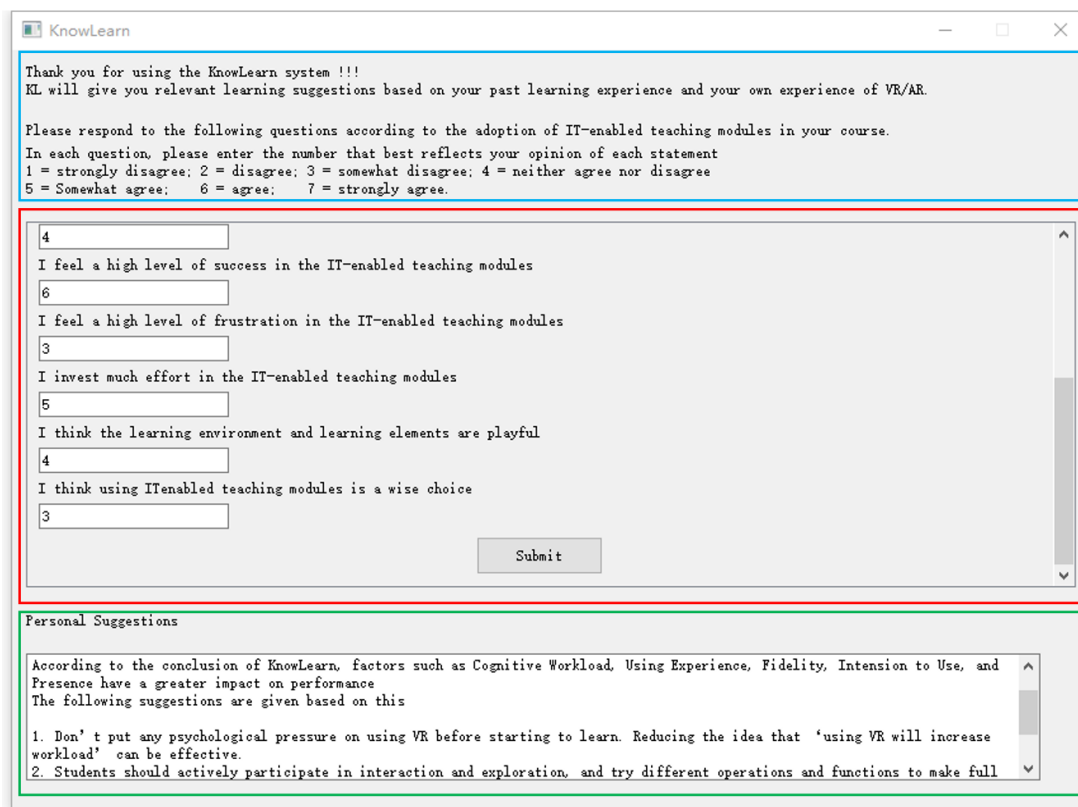 KnowLearn
Thank you for using the KnowLearn system !!!
KL will give you relevant learning suggestions based on your past learning experience and your own experience of VR/AR.
Please respond to the following questions according to the adoption of IT-enabled teaching modules in your course.
In each question, please enter the number that best reflects your opinion of each statement
1 = strongly disagree; 2 = disagree; 3 = somewhat disagree; 4 = neither agree nor disagree
5 = Somewhat agree; 6 = agree; 7 = strongly agree.
4
I feel a high level of success in the IT-enabled teaching modules
6
I feel a high level of frustration in the IT-enabled teaching modules
3
I invest much effort in the IT-enabled teaching modules
5
I think the learning environment and learning elements are playful
4
I think using ITenabled teaching modules is a wise choice
3
Submit
Personal Suggestions
According to the conclusion of KnowLearn, factors such as Cognitive Workload, Using Experience, Fidelity, Intension to Use, and
Presence have a greater impact on performance
The following suggestions are given based on this
1. Don’t put any psychological pressure on using VR before starting to learn. Reducing the idea that ‘using VR will increase
workload’ can be effective.
2. Students should actively participate in interaction and exploration, and try different operations and functions to make full